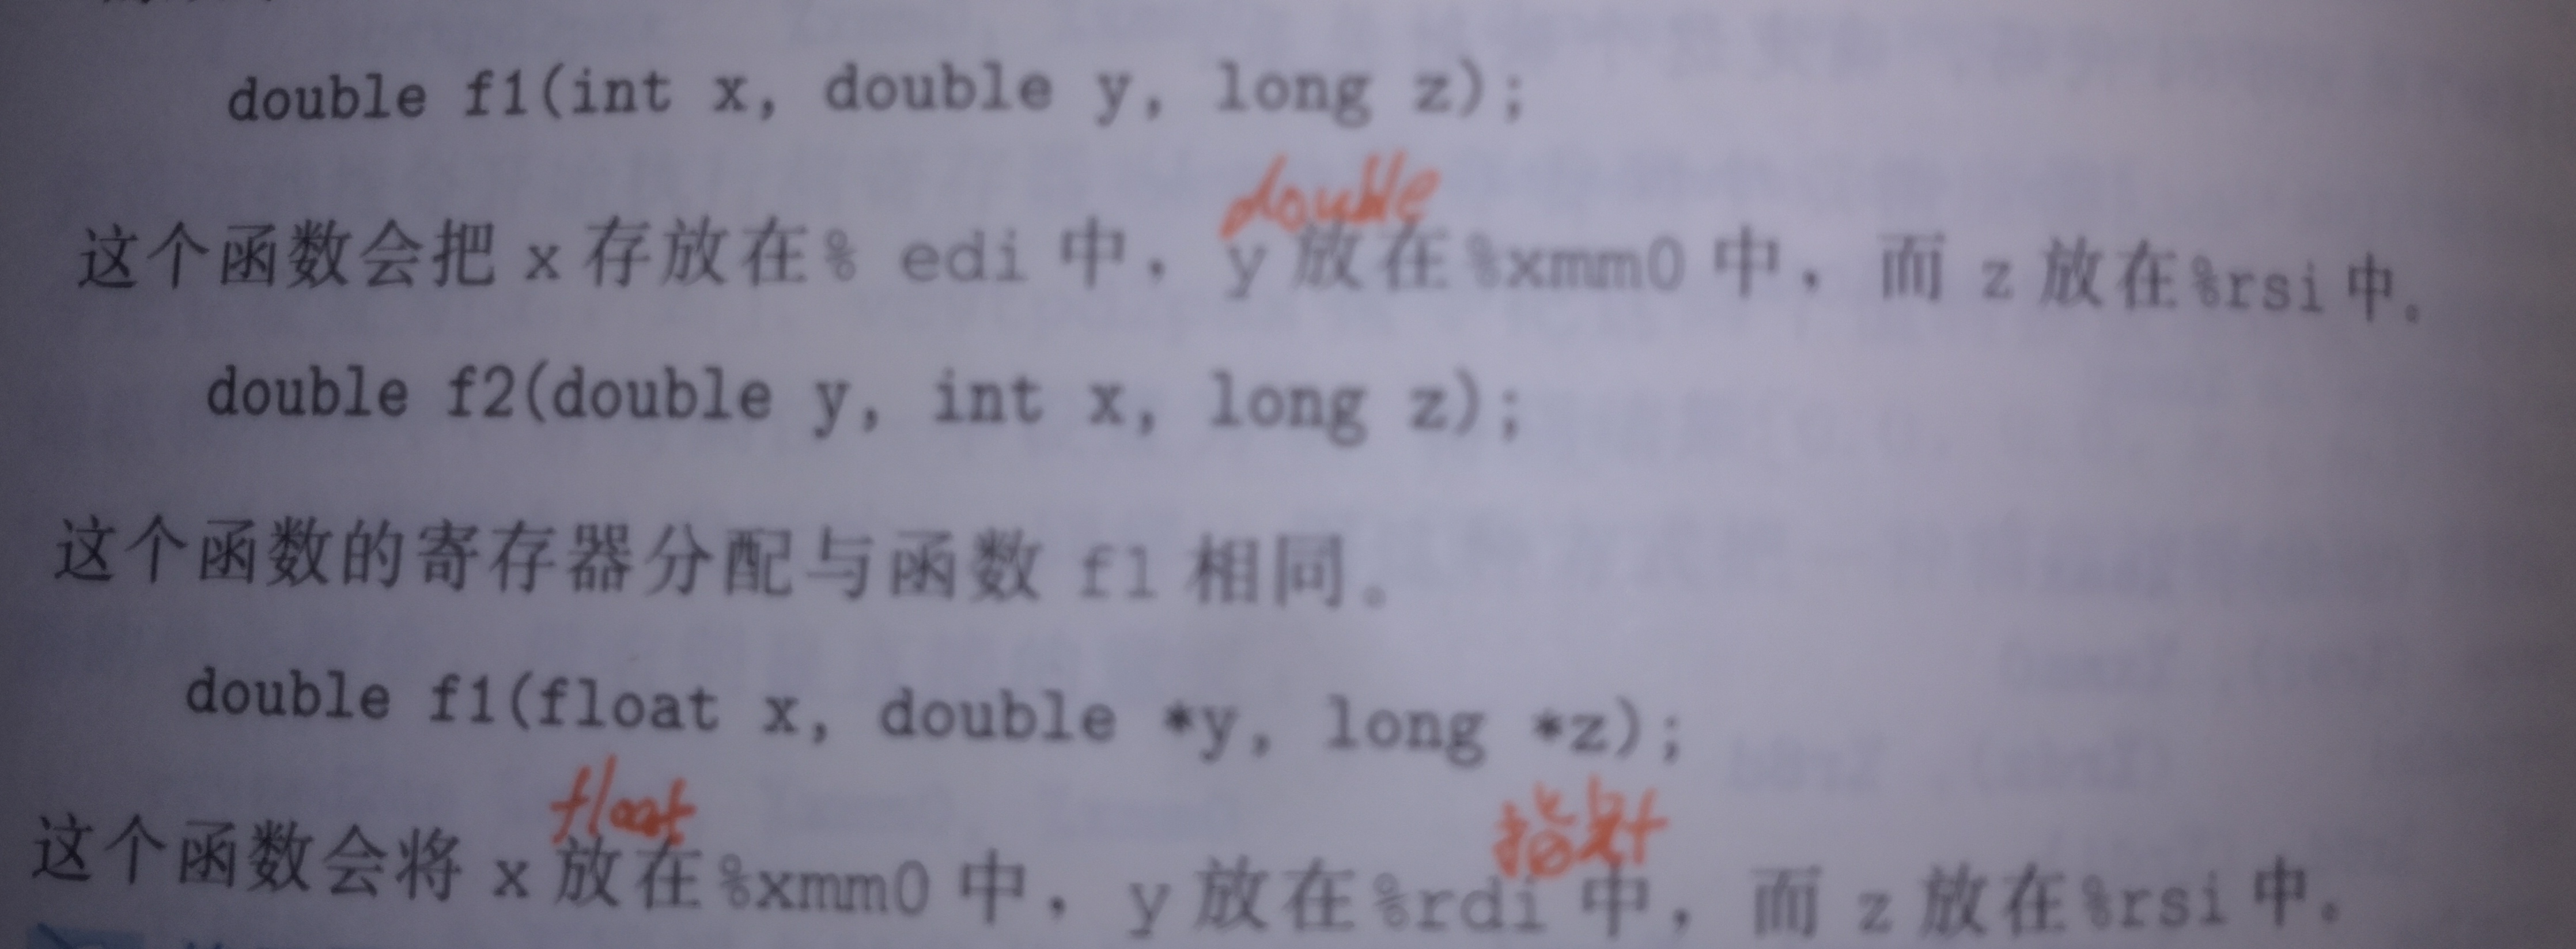 double f1(int x, double y, long z);
double
这个函数会把 x 存放在% edi 中，y 放在%xmm0 中，而 z 放在%rsi 中。
double f2(double y, int x, long z);
这个函数的寄存器分配与函数 f1 相同。
double f1(float x, double *y, long *z);
float 指针
这个函数会将 x 放在%xmm0 中，y 放在%rdi 中，而 z 放在%rsi 中。